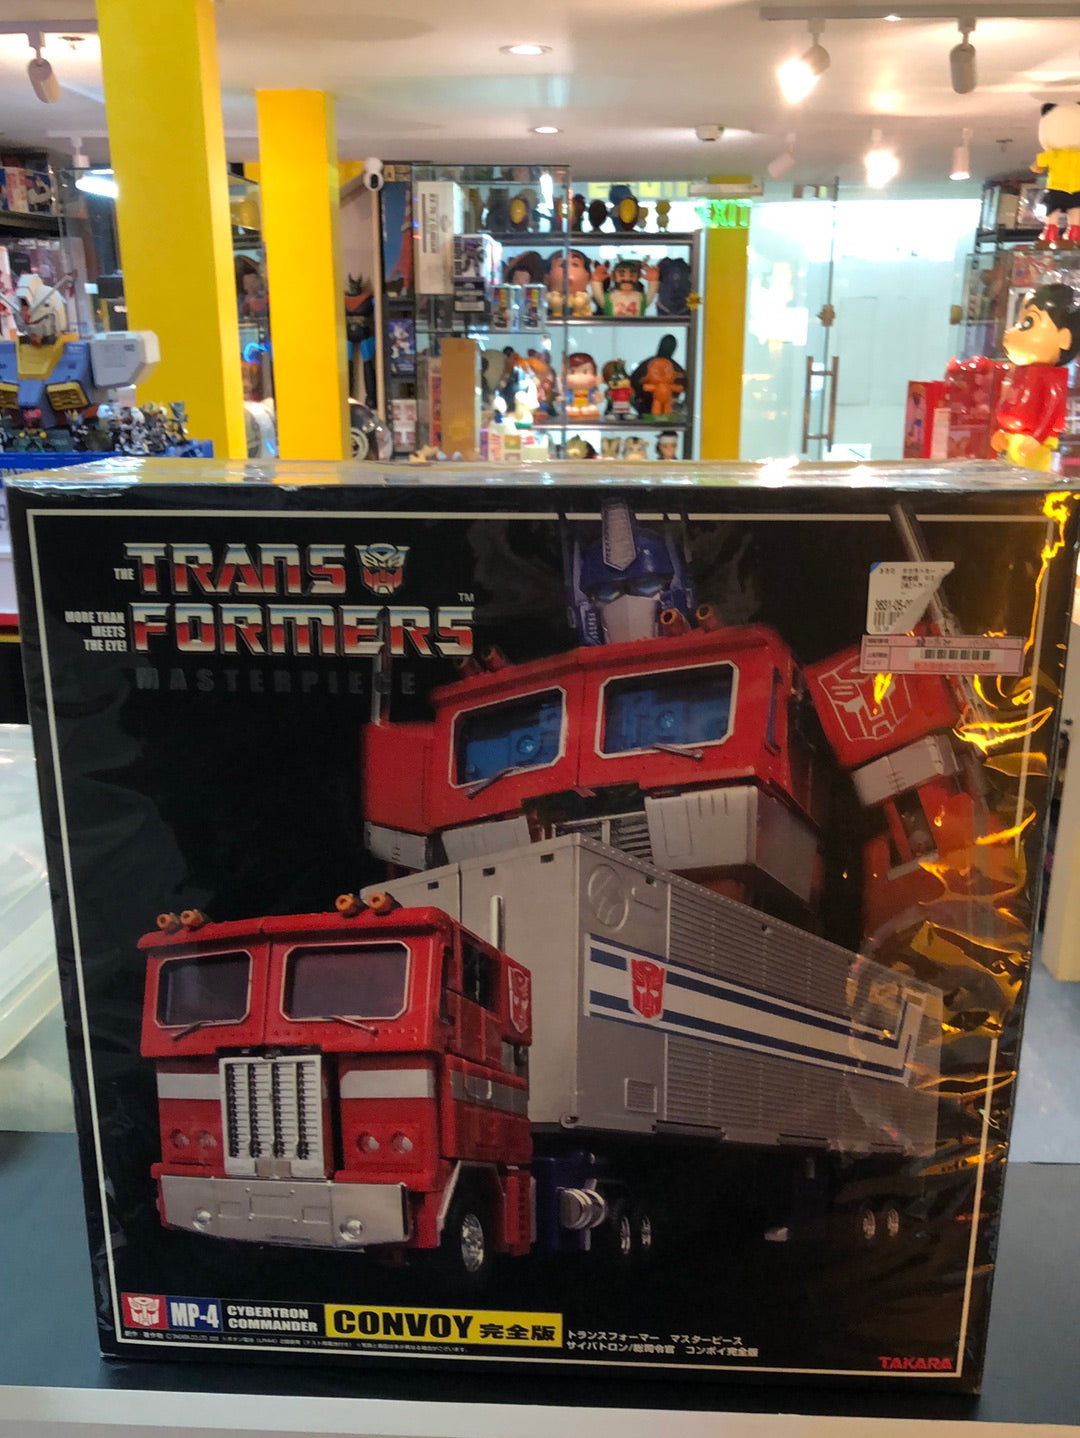 EXIT
THE TRANSFORMERS
TM
MORE THAN
MEETS
THE EYE!
MASTERPIECE
24
MP-4
CYBERTRON
COMMANDER
CONVOY 完全版
トランスフォーマー マスターピース
サイバトロン/総司令官 コンボイ完全版
TAKARA